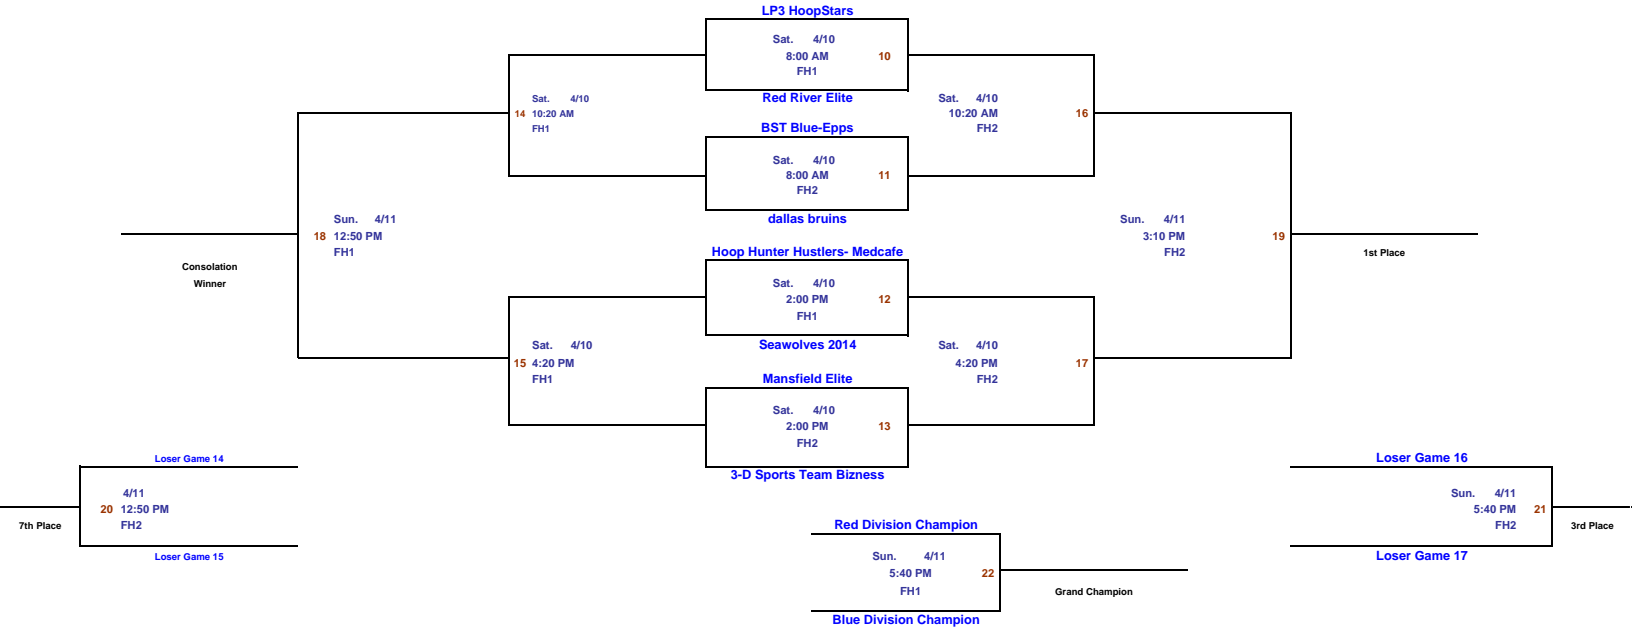 LP3 HoopStars
Sat. 4/10
8:00 AM 10
FH1
Red River Elite
Sat. 4/10
14 10:20 AM
FH1
Sat. 4/10
10:20 AM 16
FH2
BST Blue-Epps
Sat. 4/10
8:00 AM 11
FH2
dallas bruins
Sun. 4/11
18 12:50 PM
FH1
Consolation
Winner
Sun. 4/11
3:10 PM 19
FH2
1st Place
Hoop Hunter Hustlers- Medcafe
Sat. 4/10
2:00 PM 12
FH1
Seawolves 2014
Sat. 4/10
15 4:20 PM
FH1
Sat. 4/10
4:20 PM 17
FH2
Mansfield Elite
Sat. 4/10
2:00 PM 13
FH2
3-D Sports Team Bizness
Loser Game 14
4/11
20 12:50 PM
FH2
7th Place
Loser Game 15
Loser Game 16
Sun. 4/11
5:40 PM 21
FH2
3rd Place
Loser Game 17
Red Division Champion
Sun. 4/11
5:40 PM 22
FH1
Grand Champion
Blue Division Champion